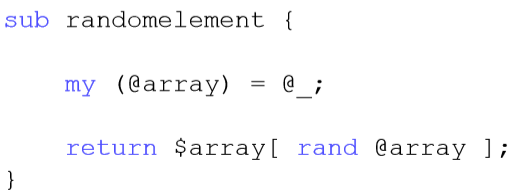 sub randomelement {
my (@array) = @_;
return $array[ rand @array ];
}